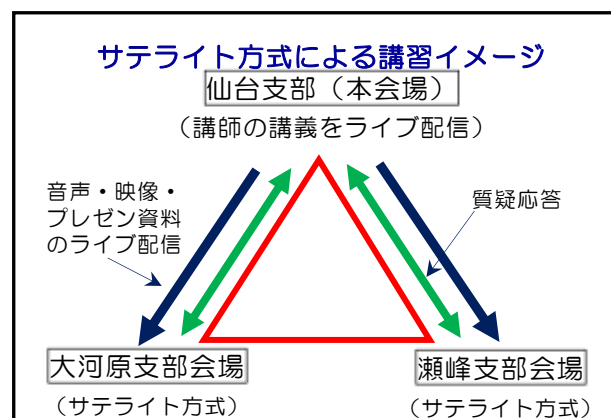 サテライト方式による講習イメージ
仙台支部(本会場)
(講師の講義をライブ配信)
音声・映像・
プレゼン資料
のライブ配信
質疑応答
大河原支部会場
(サテライト方式)
瀬峰支部会場
(サテライト方式)